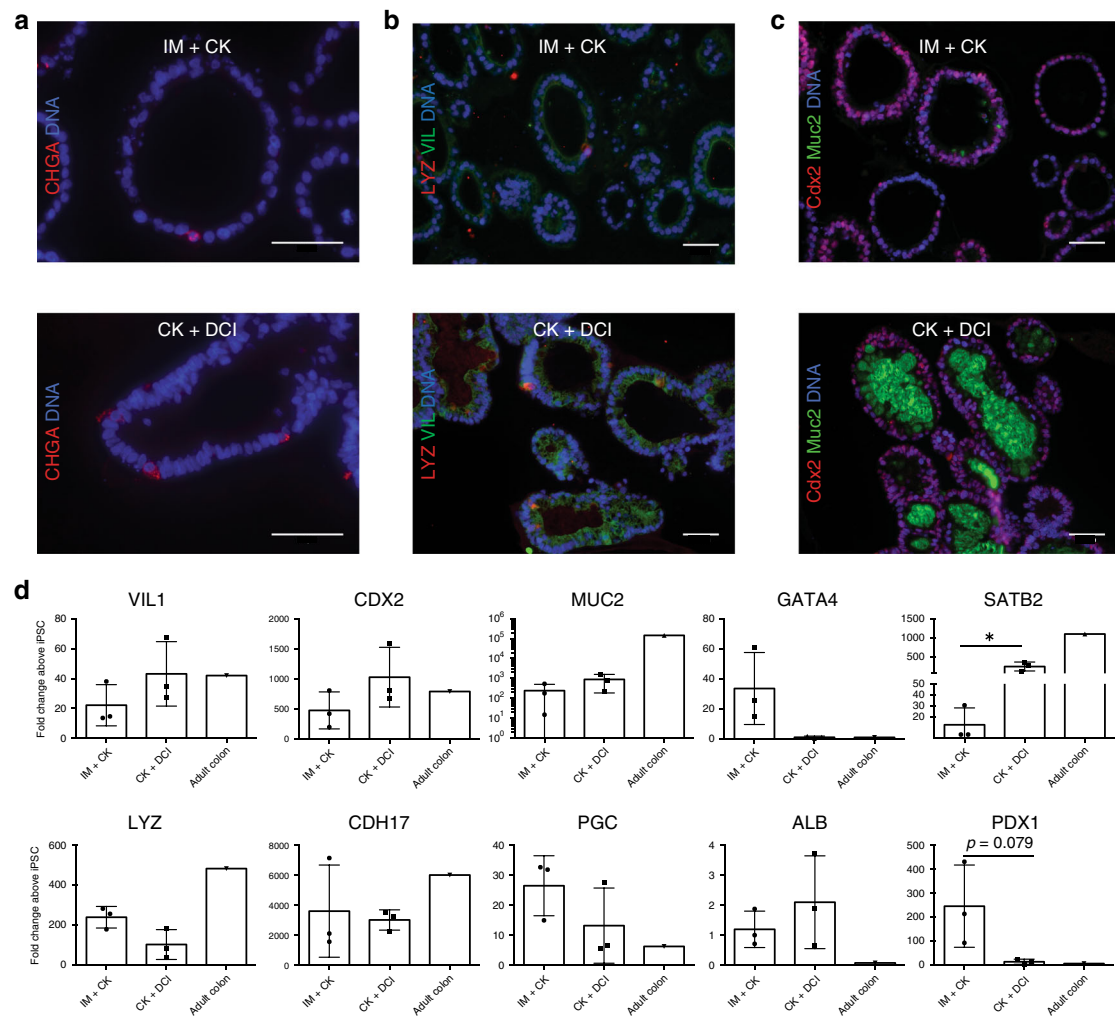 a
b
c
IM + CK
CHGA DNA
IM + CK
LYZ VIL DNA
IM + CK
Cdx2 Muc2 DNA
CK + DCI
CHGA DNA
CK + DCI
LYZ VIL DNA
CK + DCI
Cdx2 Muc2 DNA
d
VIL1
Fold change above iPSC
80
60
40
20
0
IM + CK
CK + DCI
Adult colon
CDX2
2000
1500
1000
500
0
IM + CK
CK + DCI
Adult colon
MUC2
10^6
10^5
10^4
10^3
10^2
10^1
10^0
IM + CK
CK + DCI
Adult colon
GATA4
80
60
40
20
0
IM + CK
CK + DCI
Adult colon
SATB2
*
1000
500
50
40
30
20
10
IM + CK
CK + DCI
Adult colon
LYZ
Fold change above iPSC
600
400
200
0
IM + CK
CK + DCI
Adult colon
CDH17
8000
6000
4000
2000
0
IM + CK
CK + DCI
Adult colon
PGC
40
30
20
10
0
IM + CK
CK + DCI
Adult colon
ALB
4
3
2
1
0
IM + CK
CK + DCI
Adult colon
PDX1
p = 0.079
500
400
300
200
100
0
IM + CK
CK + DCI
Adult colon